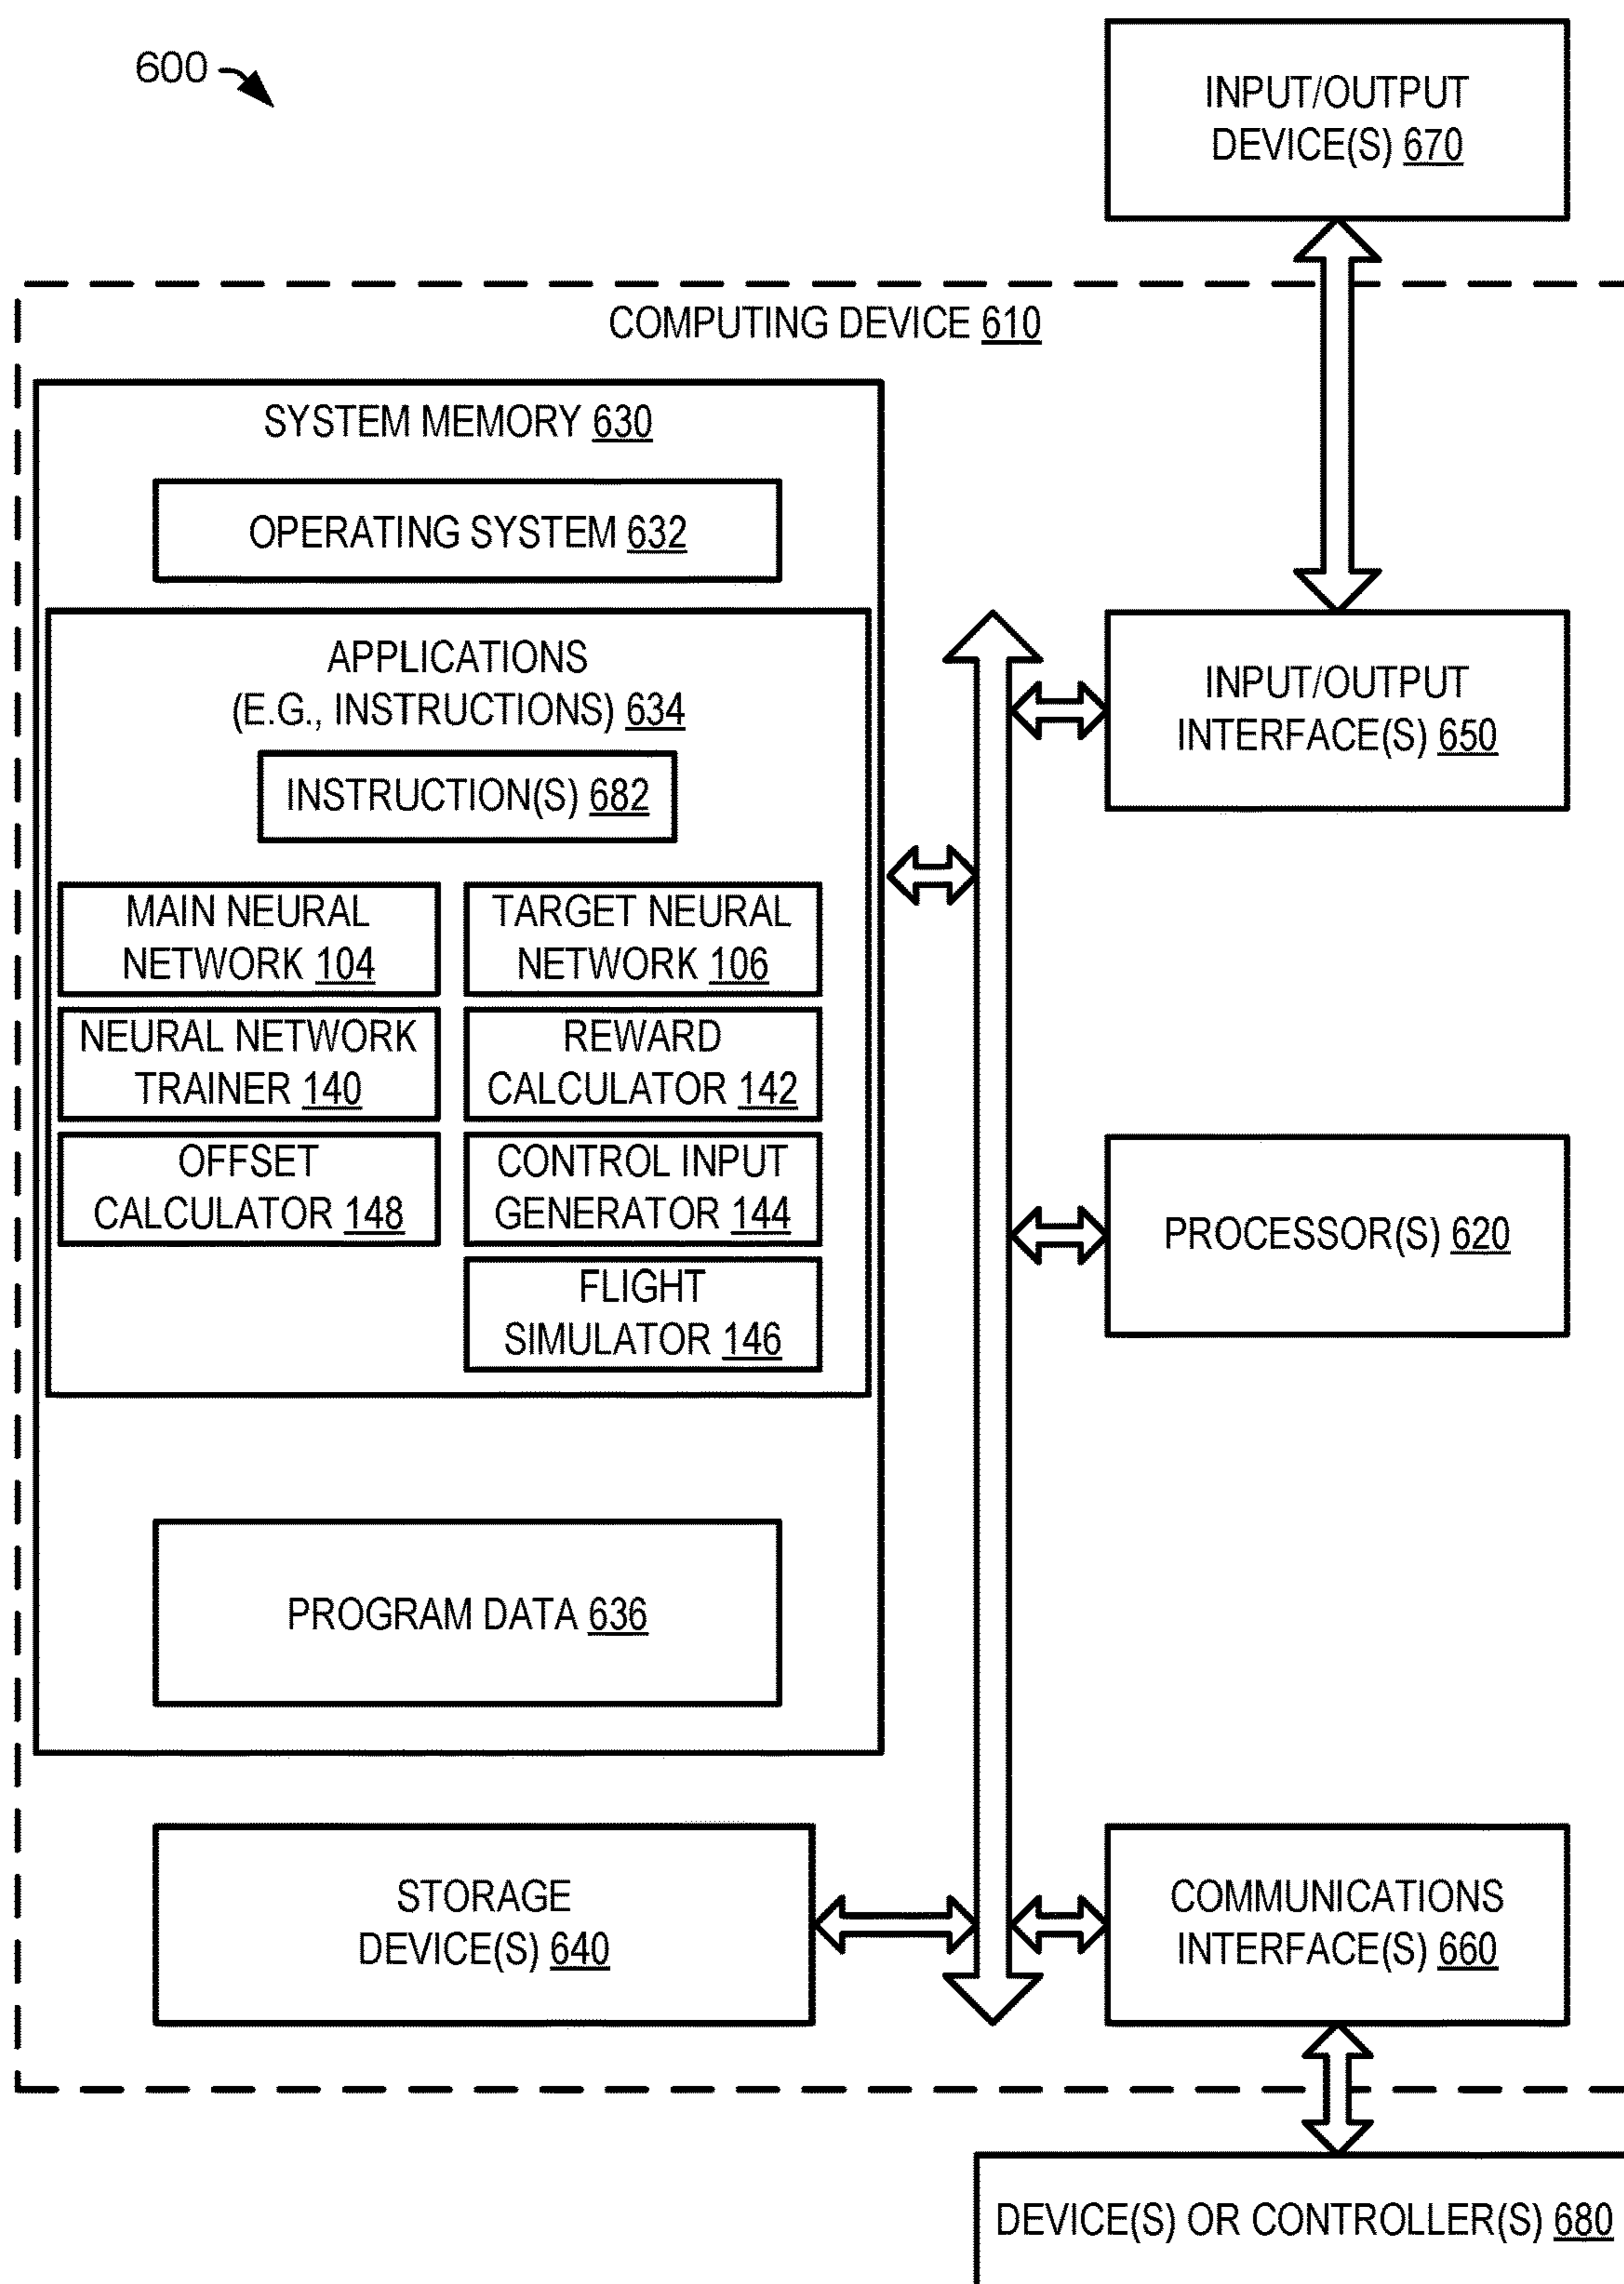 600
INPUT/OUTPUT
DEVICE(S) 670
COMPUTING DEVICE 610
SYSTEM MEMORY 630
OPERATING SYSTEM 632
APPLICATIONS
(E.G., INSTRUCTIONS) 634
INSTRUCTION(S) 682
MAIN NEURAL
NETWORK 104
TARGET NEURAL
NETWORK 106
NEURAL NETWORK
TRAINER 140
REWARD
CALCULATOR 142
OFFSET
CALCULATOR 148
CONTROL INPUT
GENERATOR 144
FLIGHT
SIMULATOR 146
PROGRAM DATA 636
STORAGE
DEVICE(S) 640
INPUT/OUTPUT
INTERFACE(S) 650
PROCESSOR(S) 620
COMMUNICATIONS
INTERFACE(S) 660
DEVICE(S) OR CONTROLLER(S) 680